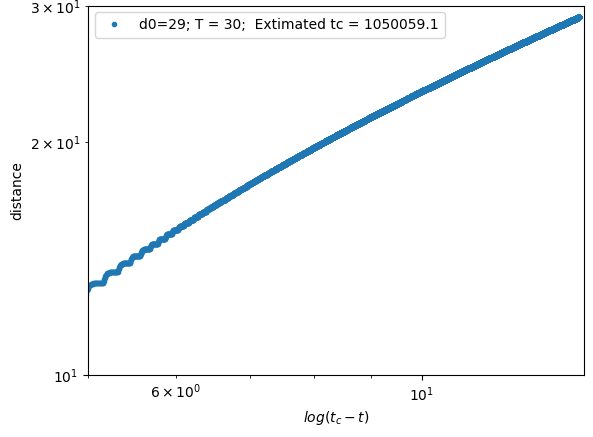 3 × 10¹
d0=29; T = 30;  Extimated tc = 1050059.1
2 × 10¹
distance
10¹
6 × 10⁰
10¹
log(t_c − t)